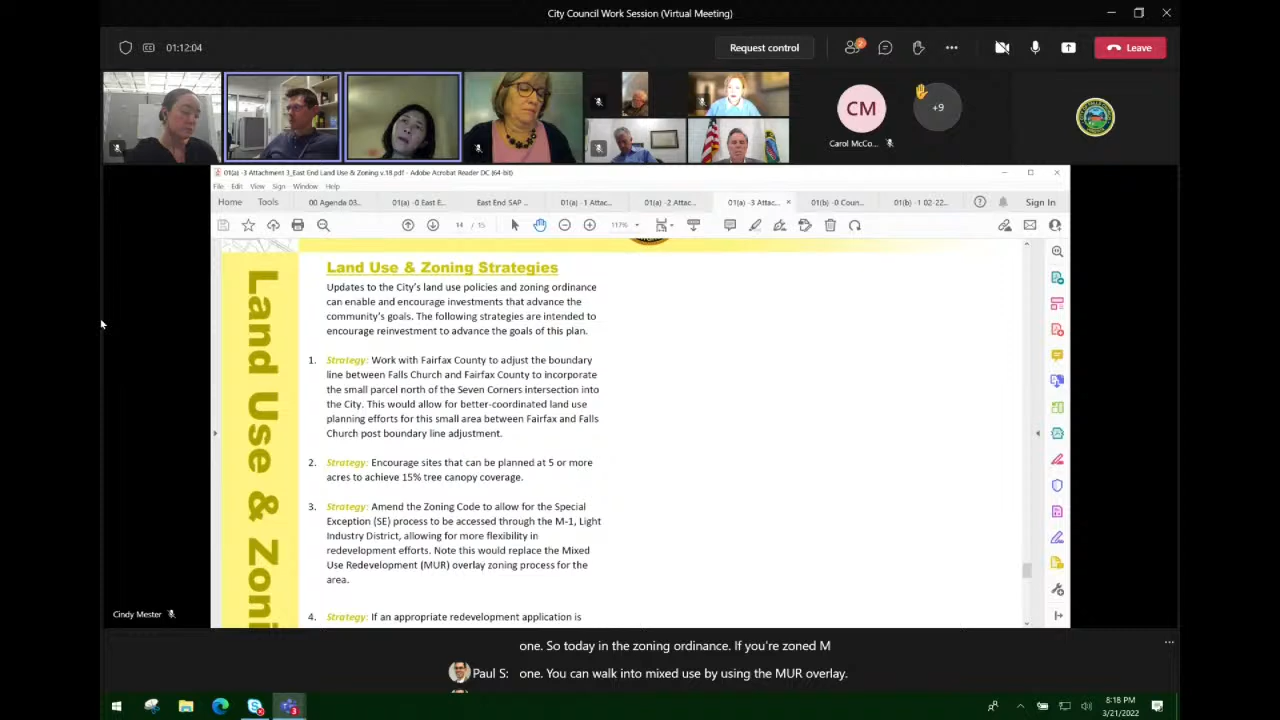 City Council Work Session (Virtual Meeting)
01:12:04
Request control
2
Leave
CM
+9
Carol McCo...
01(a) -3 Attachment 3_East End Land Use & Zoning v.18.pdf - Adobe Acrobat Reader DC (64-bit)
File Edit View Sign Window Help
Home Tools 00 Agenda 03... 01(a) -0 East E... East End SAP ... 01(a) -1 Attac... 01(a) -2 Attac... 01(a) -3 Attac... × 01(b) -0 Coun... 01(b) -1 02-22... Sign In
14 / 15 117%
Land Use & Zoni
Land Use & Zoning Strategies
Updates to the City's land use policies and zoning ordinance
can enable and encourage investments that advance the
community's goals. The following strategies are intended to
encourage reinvestment to advance the goals of this plan.
1. Strategy: Work with Fairfax County to adjust the boundary
line between Falls Church and Fairfax County to incorporate
the small parcel north of the Seven Corners intersection into
the City. This would allow for better-coordinated land use
planning efforts for this small area between Fairfax and Falls
Church post boundary line adjustment.
2. Strategy: Encourage sites that can be planned at 5 or more
acres to achieve 15% tree canopy coverage.
3. Strategy: Amend the Zoning Code to allow for the Special
Exception (SE) process to be accessed through the M-1, Light
Industry District, allowing for more flexibility in
redevelopment efforts. Note this would replace the Mixed
Use Redevelopment (MUR) overlay zoning process for the
area.
4. Strategy: If an appropriate redevelopment application is
Cindy Mester
one. So today in the zoning ordinance. If you're zoned M
Paul S: one. You can walk into mixed use by using the MUR overlay.
8:18 PM
3/21/2022